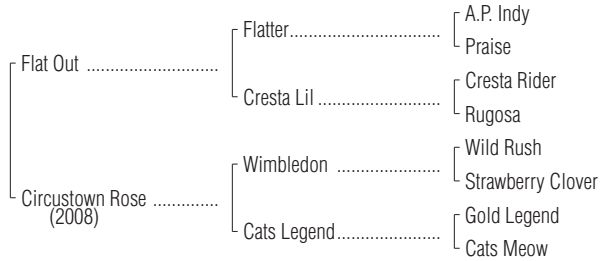 A.P. Indy
Flatter
Praise
Flat Out
Cresta Rider
Cresta Lil
Rugosa
Wild Rush
Wimbledon
Strawberry Clover
Circustown Rose
(2008)
Gold Legend
Cats Legend
Cats Meow